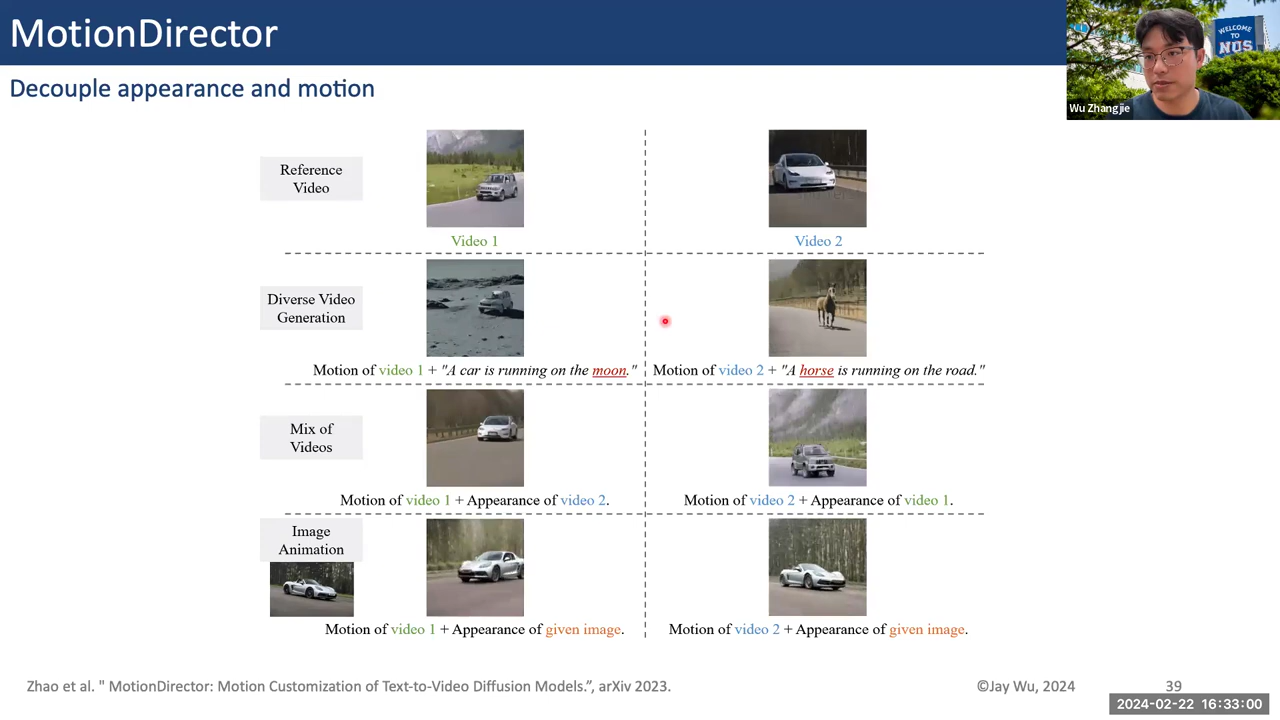 MotionDirector
WELCOME
TO
NUS
Wu Zhangjie
Decouple appearance and motion
Reference
Video
Video 1
Video 2
Diverse Video
Generation
Motion of video 1 + "A car is running on the moon."
Motion of video 2 + "A horse is running on the road."
Mix of
Videos
Motion of video 1 + Appearance of video 2.
Motion of video 2 + Appearance of video 1.
Image
Animation
Motion of video 1 + Appearance of given image.
Motion of video 2 + Appearance of given image.
Zhao et al. " MotionDirector: Motion Customization of Text-to-Video Diffusion Models.”, arXiv 2023.
©Jay Wu, 2024
39
2024-02-22 16:33:00